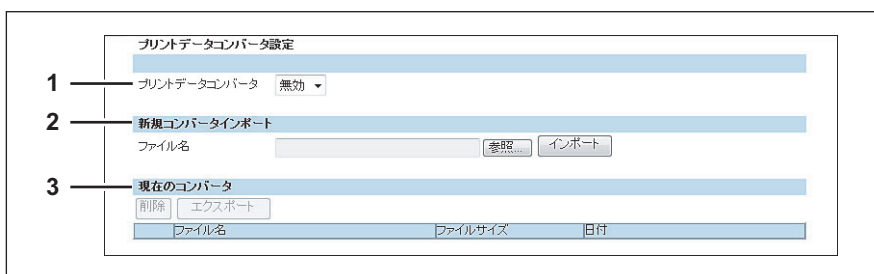 プリントデータコンバータ設定
1 プリントデータコンバータ 無効
2 新規コンバータインポート
ファイル名 参照... インポート
3 現在のコンバータ
削除 エクスポート
ファイル名 ファイルサイズ 日付